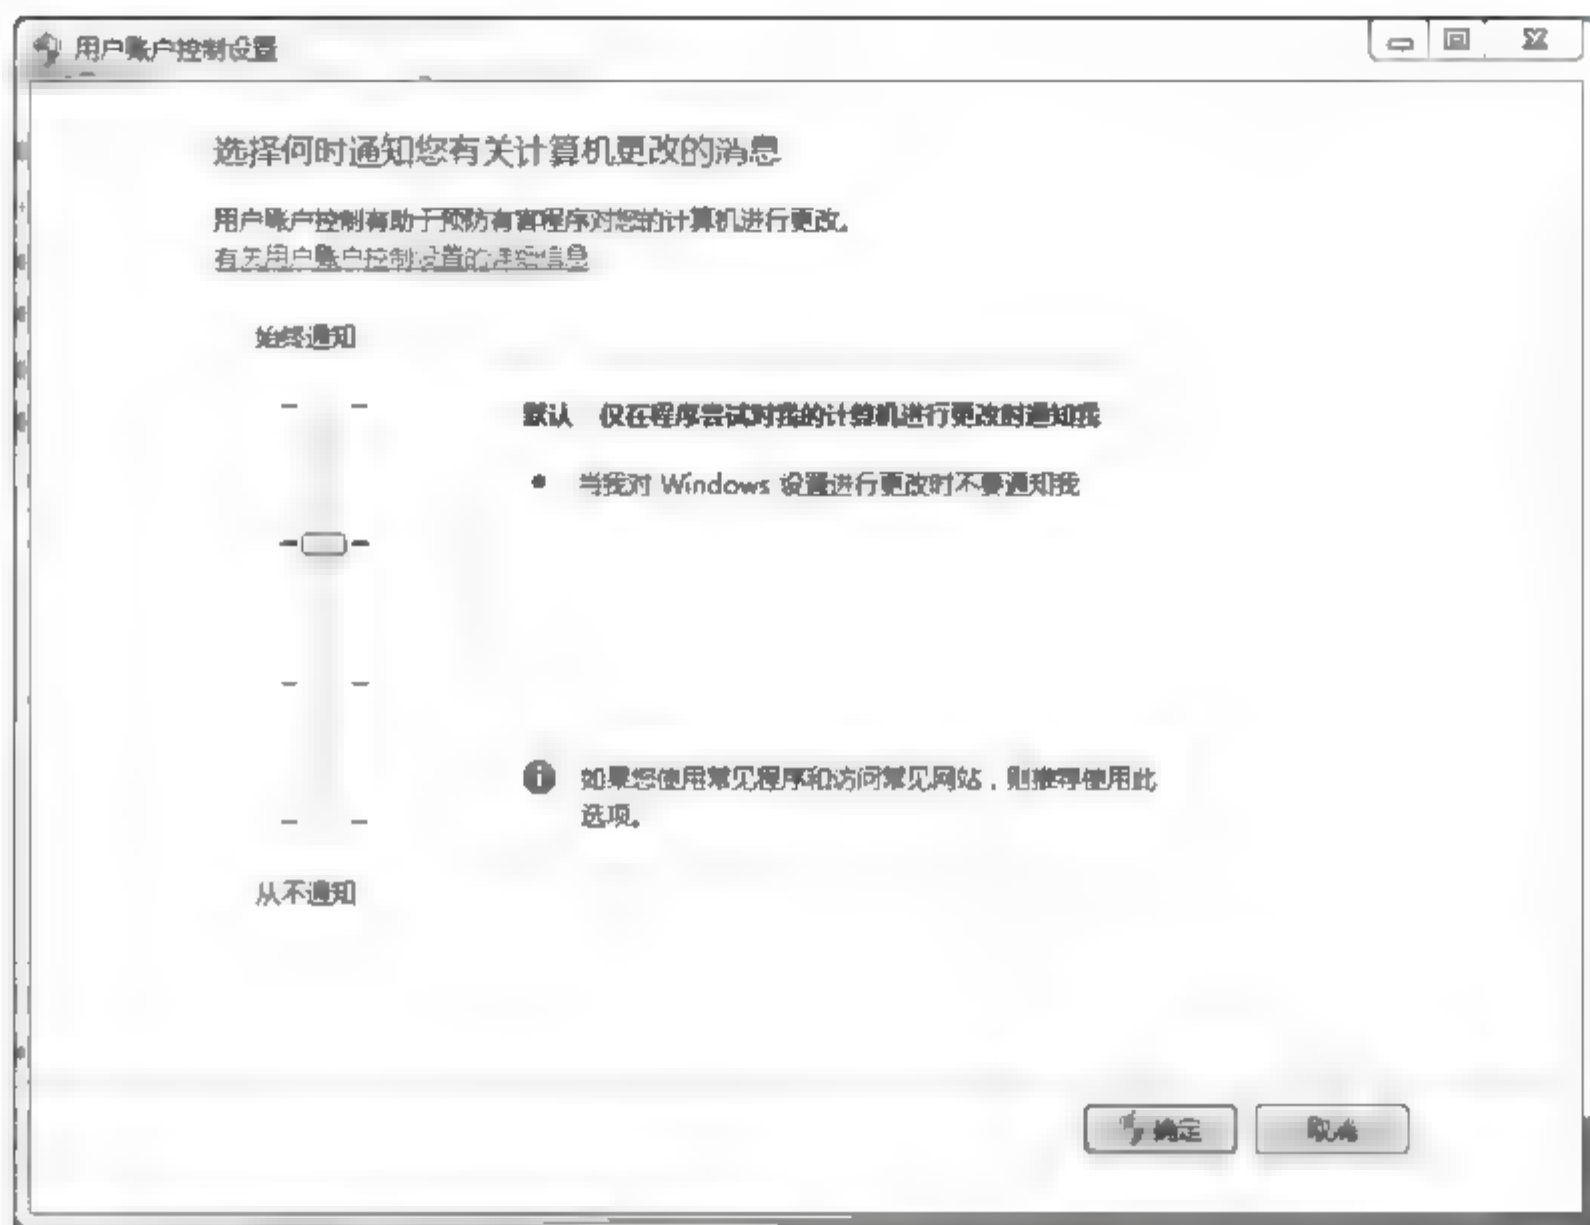 用户账户控制设置
选择何时通知您有关计算机更改的消息
用户账户控制有助于预防有害程序对您的计算机进行更改。
有关用户账户控制设置的详细信息
始终通知
默认 仅在程序尝试对我的计算机进行更改时通知我
• 当我对 Windows 设置进行更改时不要通知我
如果您使用常见程序和访问常见网站，则推荐使用此
选项。
从不通知
确定 取消